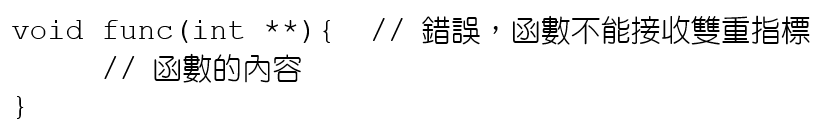 void func(int **){  // 錯誤，函數不能接收雙重指標
     // 函數的內容
}